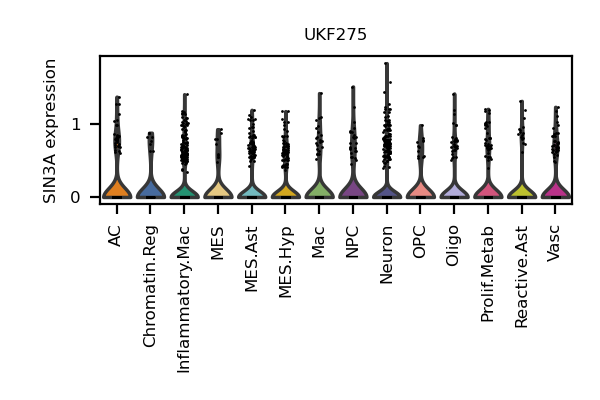 UKF275
SIN3A expression
1
0
AC
Chromatin.Reg
Inflammatory.Mac
MES
MES.Ast
MES.Hyp
Mac
NPC
Neuron
OPC
Oligo
Prolif.Metab
Reactive.Ast
Vasc